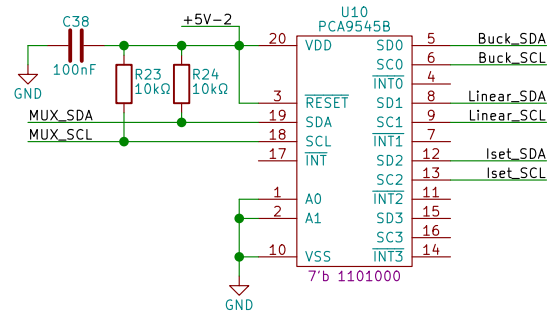 U10
PCA9545B
C38
100nF
GND
+5V-2
R23
10kΩ
R24
10kΩ
MUX_SDA
MUX_SCL
20 VDD
3 RESET
19 SDA
18 SCL
17 INT
1 A0
2 A1
10 VSS
SD0 5 Buck_SDA
SC0 6 Buck_SCL
INT0 4
SD1 8 Linear_SDA
SC1 9 Linear_SCL
INT1 7
SD2 12 Iset_SDA
SC2 13 Iset_SCL
INT2 11
SD3 15
SC3 16
INT3 14
7'b 1101000
GND